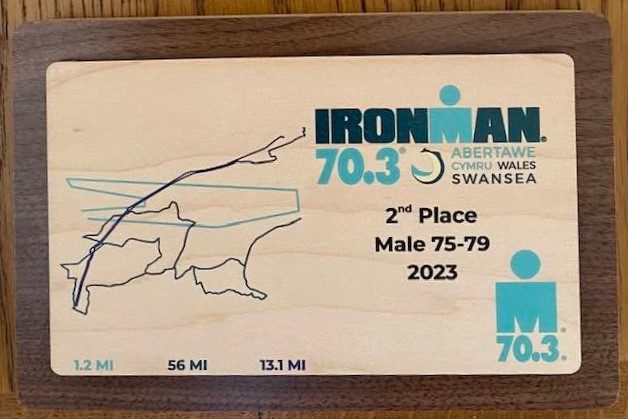 IRONMAN®
70.3®
ABERTAWE
CYMRU WALES
SWANSEA
2nd Place
Male 75-79
2023
M®
70.3®
1.2 MI 56 MI 13.1 MI